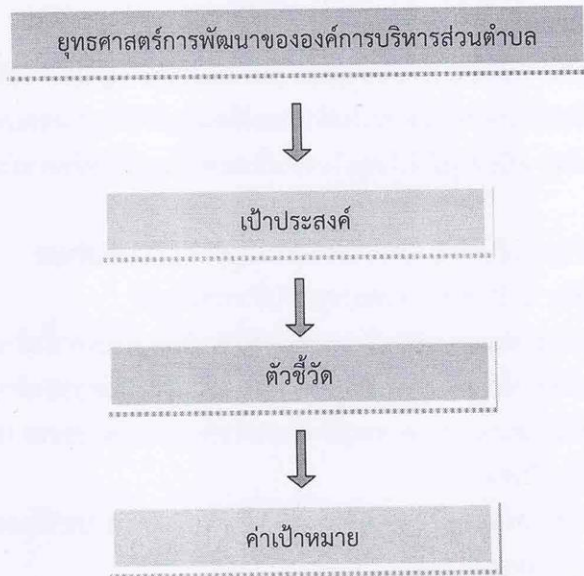 ยุทธศาสตร์การพัฒนาขององค์การบริหารส่วนตำบล
เป้าประสงค์
ตัวชี้วัด
ค่าเป้าหมาย